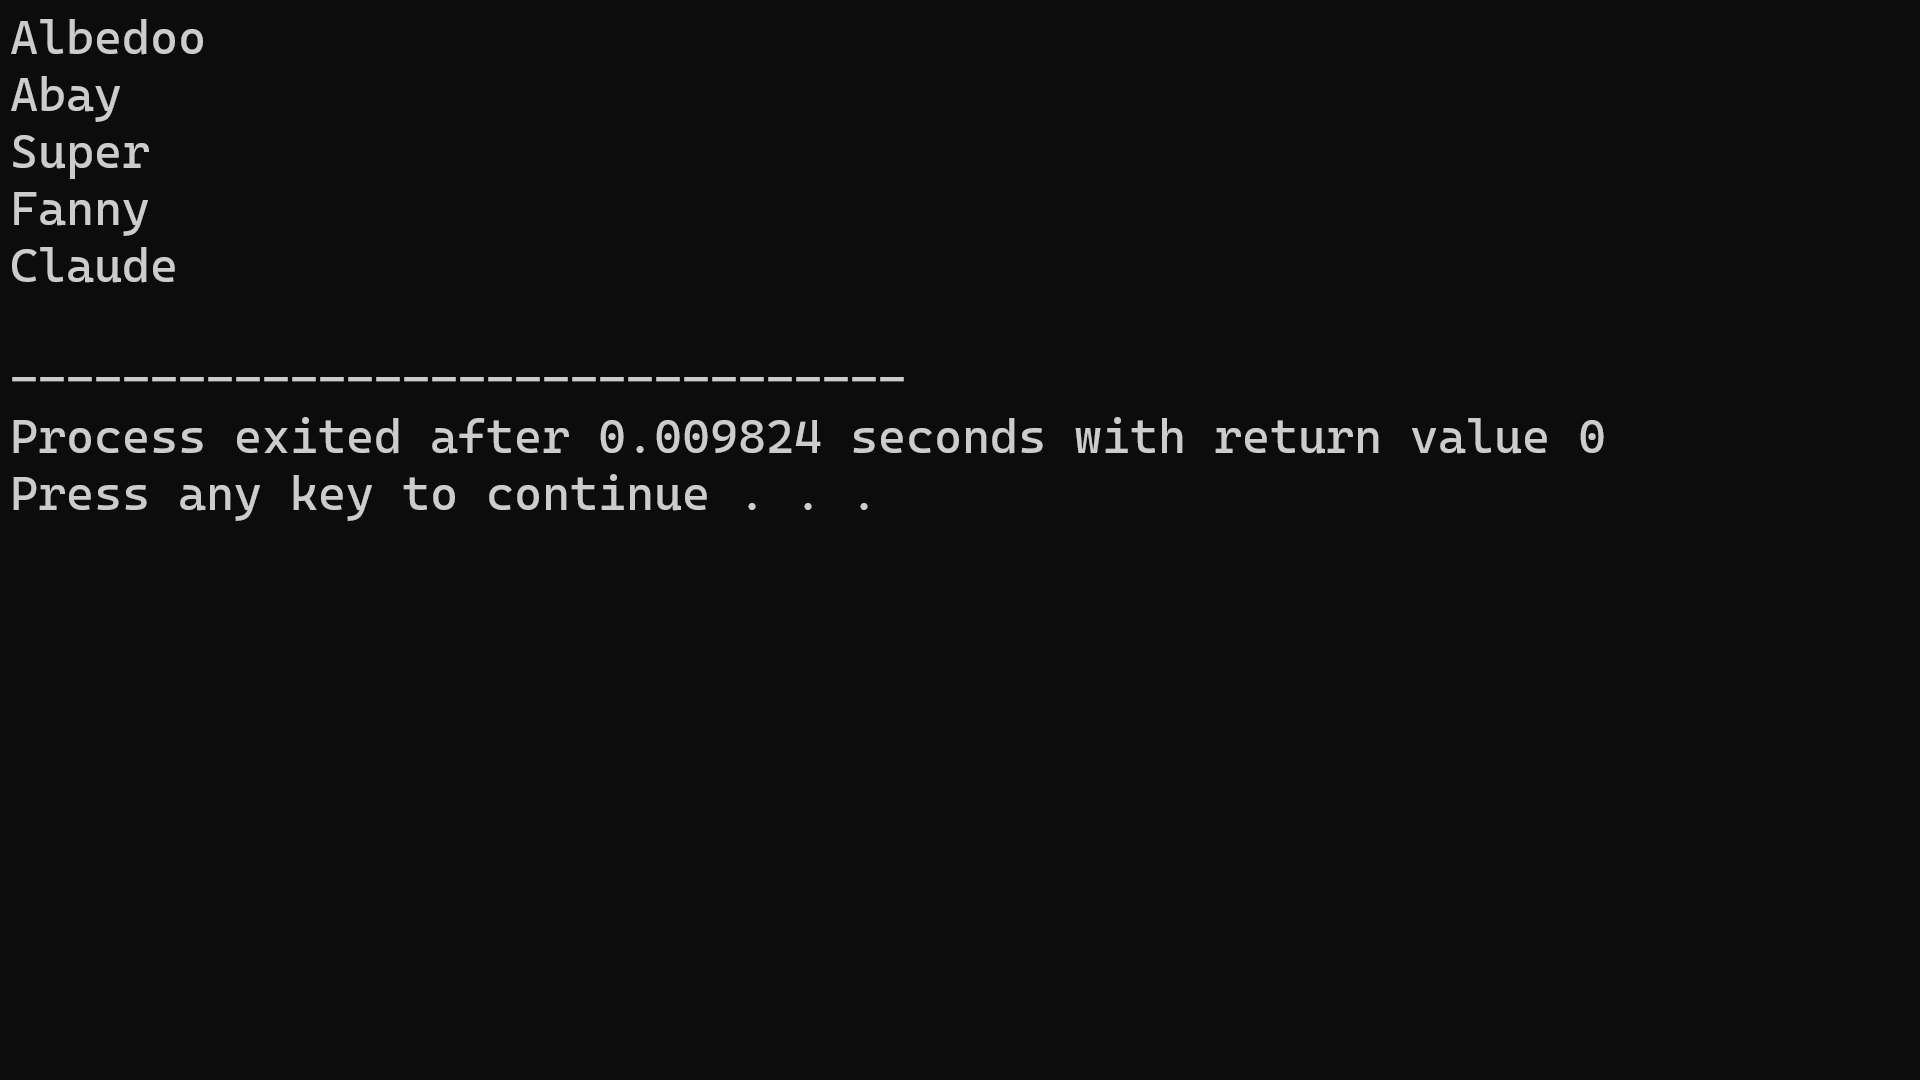 Albedoo
Abay
Super
Fanny
Claude
--------------------------------
Process exited after 0.009824 seconds with return value 0
Press any key to continue . . .